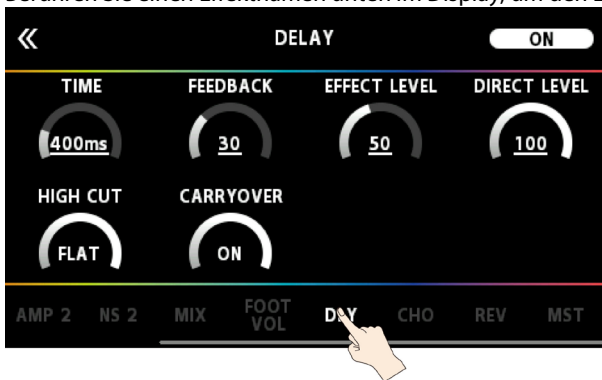 DELAY ON
TIME FEEDBACK EFFECT LEVEL DIRECT LEVEL
400ms 30 50 100
HIGH CUT CARRYOVER
FLAT ON
AMP 2 NS 2 MIX FOOT VOL DLY CHO REV MST